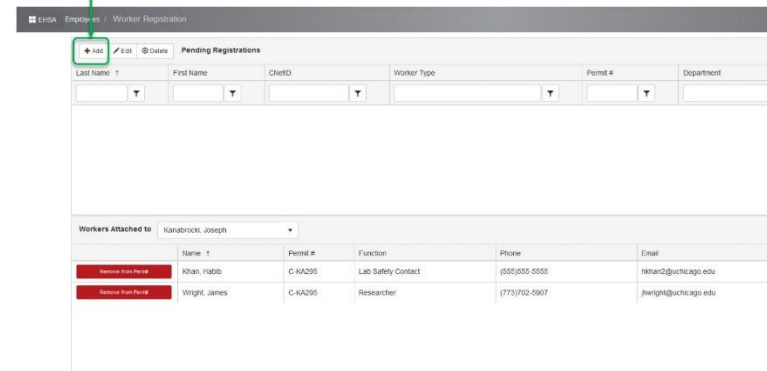 EHSA Employees / Worker Registration
+ Add Edit Delete Pending Registrations
Last Name ↑ First Name CNetID Worker Type Permit # Department
Workers Attached to Kanabrocki, Joseph
Name ↑ Permit # Function Phone Email
Remove from Permit Khan, Habib C-KA295 Lab Safety Contact (555)555-5555 hkhan2@uchicago.edu
Remove from Permit Wright, James C-KA295 Researcher (773)702-5907 jhwright@uchicago.edu